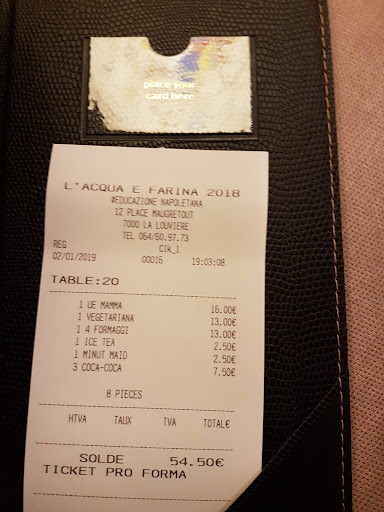 place your
card here
L'ACQUA E FARINA 2018
#EDUCAZIONE NAPOLETANA
12 PLACE MAUGRETOUT
7000 LA LOUVIERE
TEL 064/60.97.73
REG Clk_1
02/01/2019 00016 19:03:08
TABLE:20
1 UE MAMMA 16.00€
1 VEGETARIANA 13.00€
1 4 FORMAGGI 13.00€
1 ICE TEA 2.50€
1 MINUT MAID 2.50€
3 COCA-COCA 7.50€
8 PIECES
HTVA TAUX TVA TOTAL€
SOLDE 54.50€
TICKET PRO FORMA